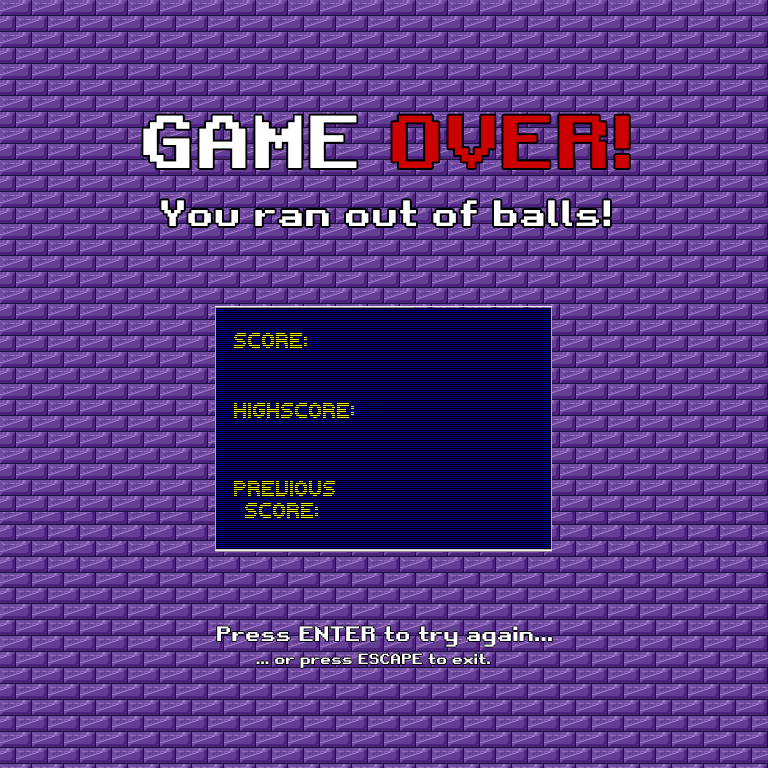 GAME OVER!
You ran out of balls!
SCORE:
HIGHSCORE:
PREVIOUS
SCORE:
Press ENTER to try again...
... or press ESCAPE to exit.